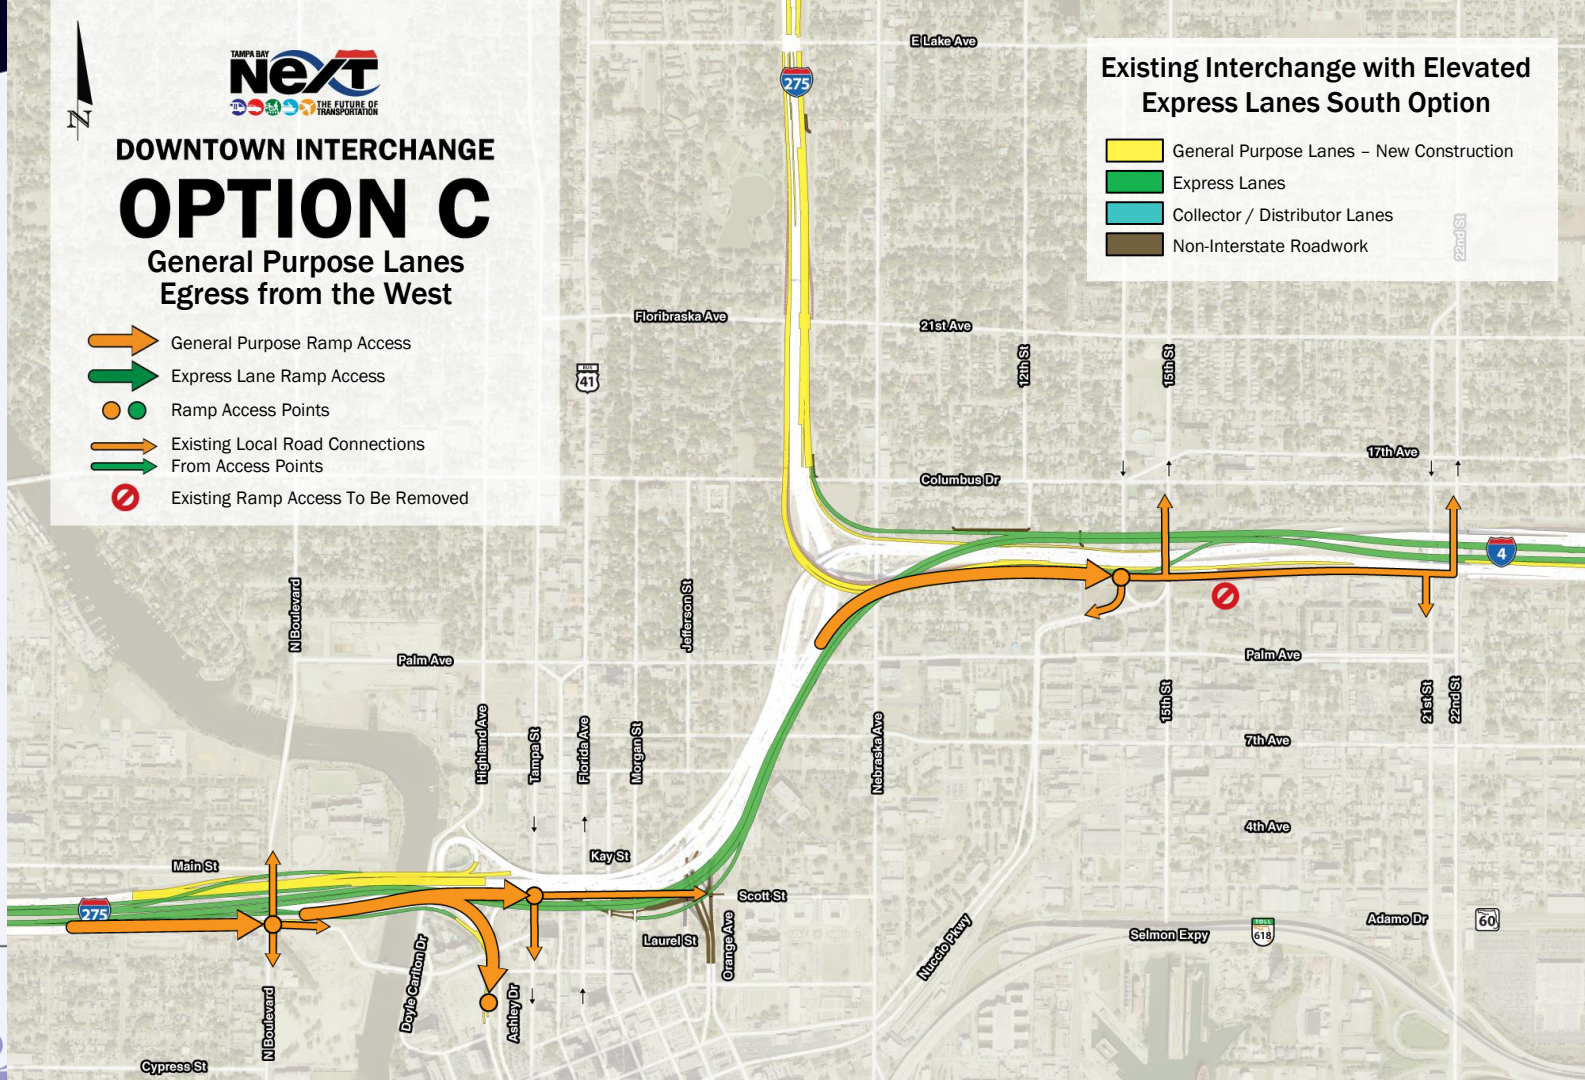 TAMPA BAY
NEXT
THE FUTURE OF
TRANSPORTATION
N
DOWNTOWN INTERCHANGE
OPTION C
General Purpose Lanes
Egress from the West
General Purpose Ramp Access
Express Lane Ramp Access
Ramp Access Points
Existing Local Road Connections
From Access Points
Existing Ramp Access To Be Removed
Existing Interchange with Elevated
Express Lanes South Option
General Purpose Lanes – New Construction
Express Lanes
Collector / Distributor Lanes
Non-Interstate Roadwork
22nd St
E Lake Ave
275
Floribraska Ave
21st Ave
BUS
41
12th St
15th St
17th Ave
Columbus Dr
4
N Boulevard
Jefferson St
Palm Ave
Palm Ave
15th St
21st St
22nd St
Highland Ave
Tampa St
Florida Ave
Morgan St
Nebraska Ave
7th Ave
4th Ave
Kay St
Main St
Scott St
275
Laurel St
Orange Ave
Nuccio Pkwy
Selmon Expy
TOLL
618
Adamo Dr
60
Doyle Carlton Dr
Ashley Dr
N Boulevard
Cypress St